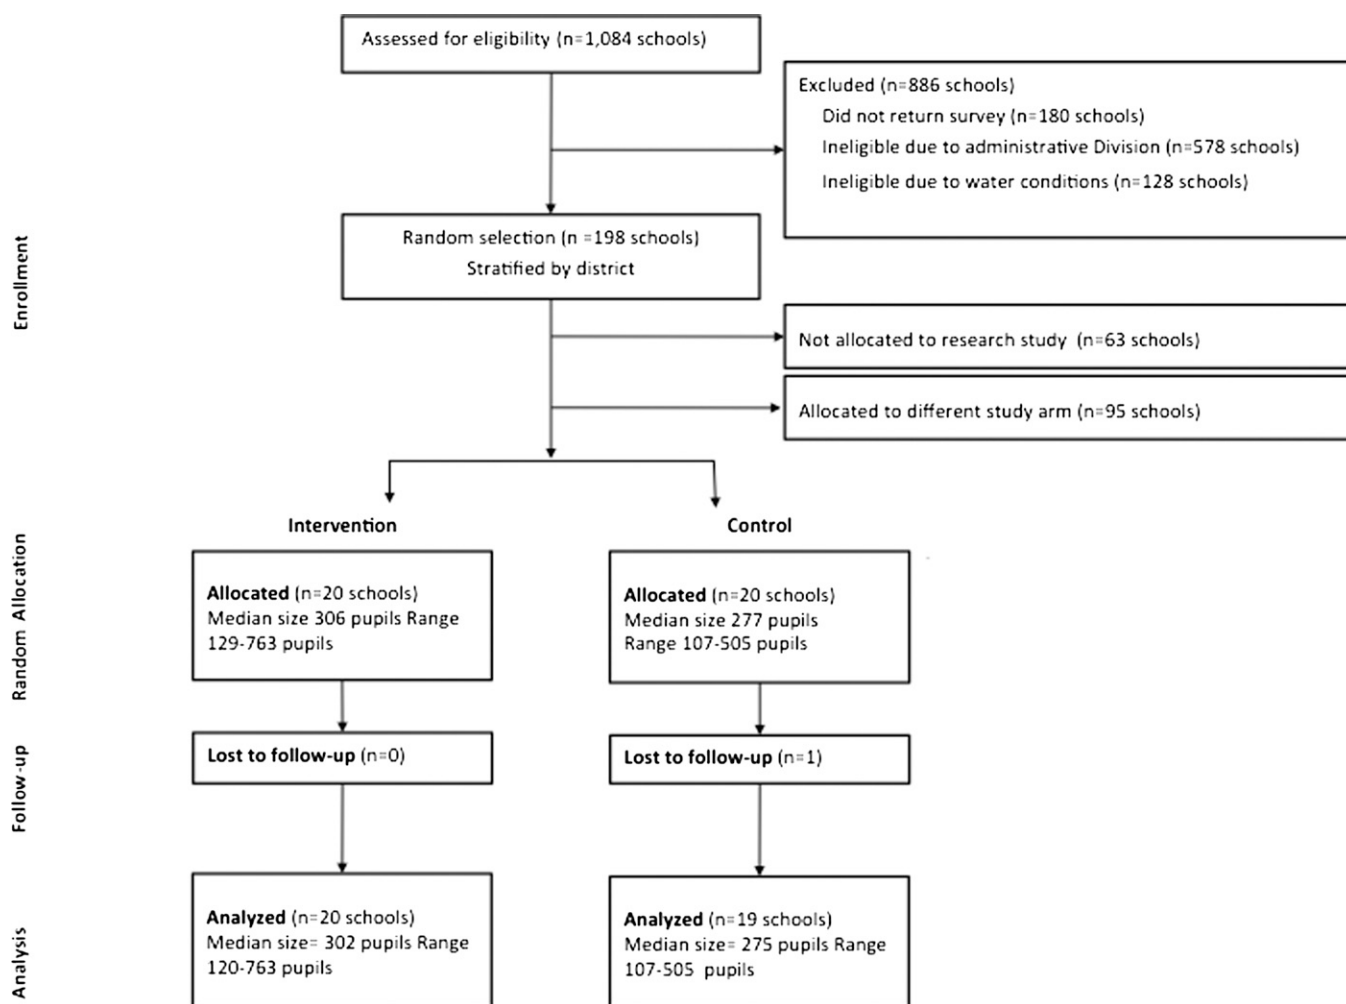 Assessed for eligibility (n=1,084 schools)
Excluded (n=886 schools)
Did not return survey (n=180 schools)
Ineligible due to administrative Division (n=578 schools)
Ineligible due to water conditions (n=128 schools)
Enrollment
Random selection (n =198 schools)
Stratified by district
Not allocated to research study (n=63 schools)
Allocated to different study arm (n=95 schools)
Random Allocation
Intervention
Allocated (n=20 schools)
Median size 306 pupils Range
129-763 pupils
Control
Allocated (n=20 schools)
Median size 277 pupils
Range 107-505 pupils
Follow-up
Lost to follow-up (n=0)
Lost to follow-up (n=1)
Analysis
Analyzed (n=20 schools)
Median size= 302 pupils Range
120-763 pupils
Analyzed (n=19 schools)
Median size= 275 pupils Range
107-505 pupils